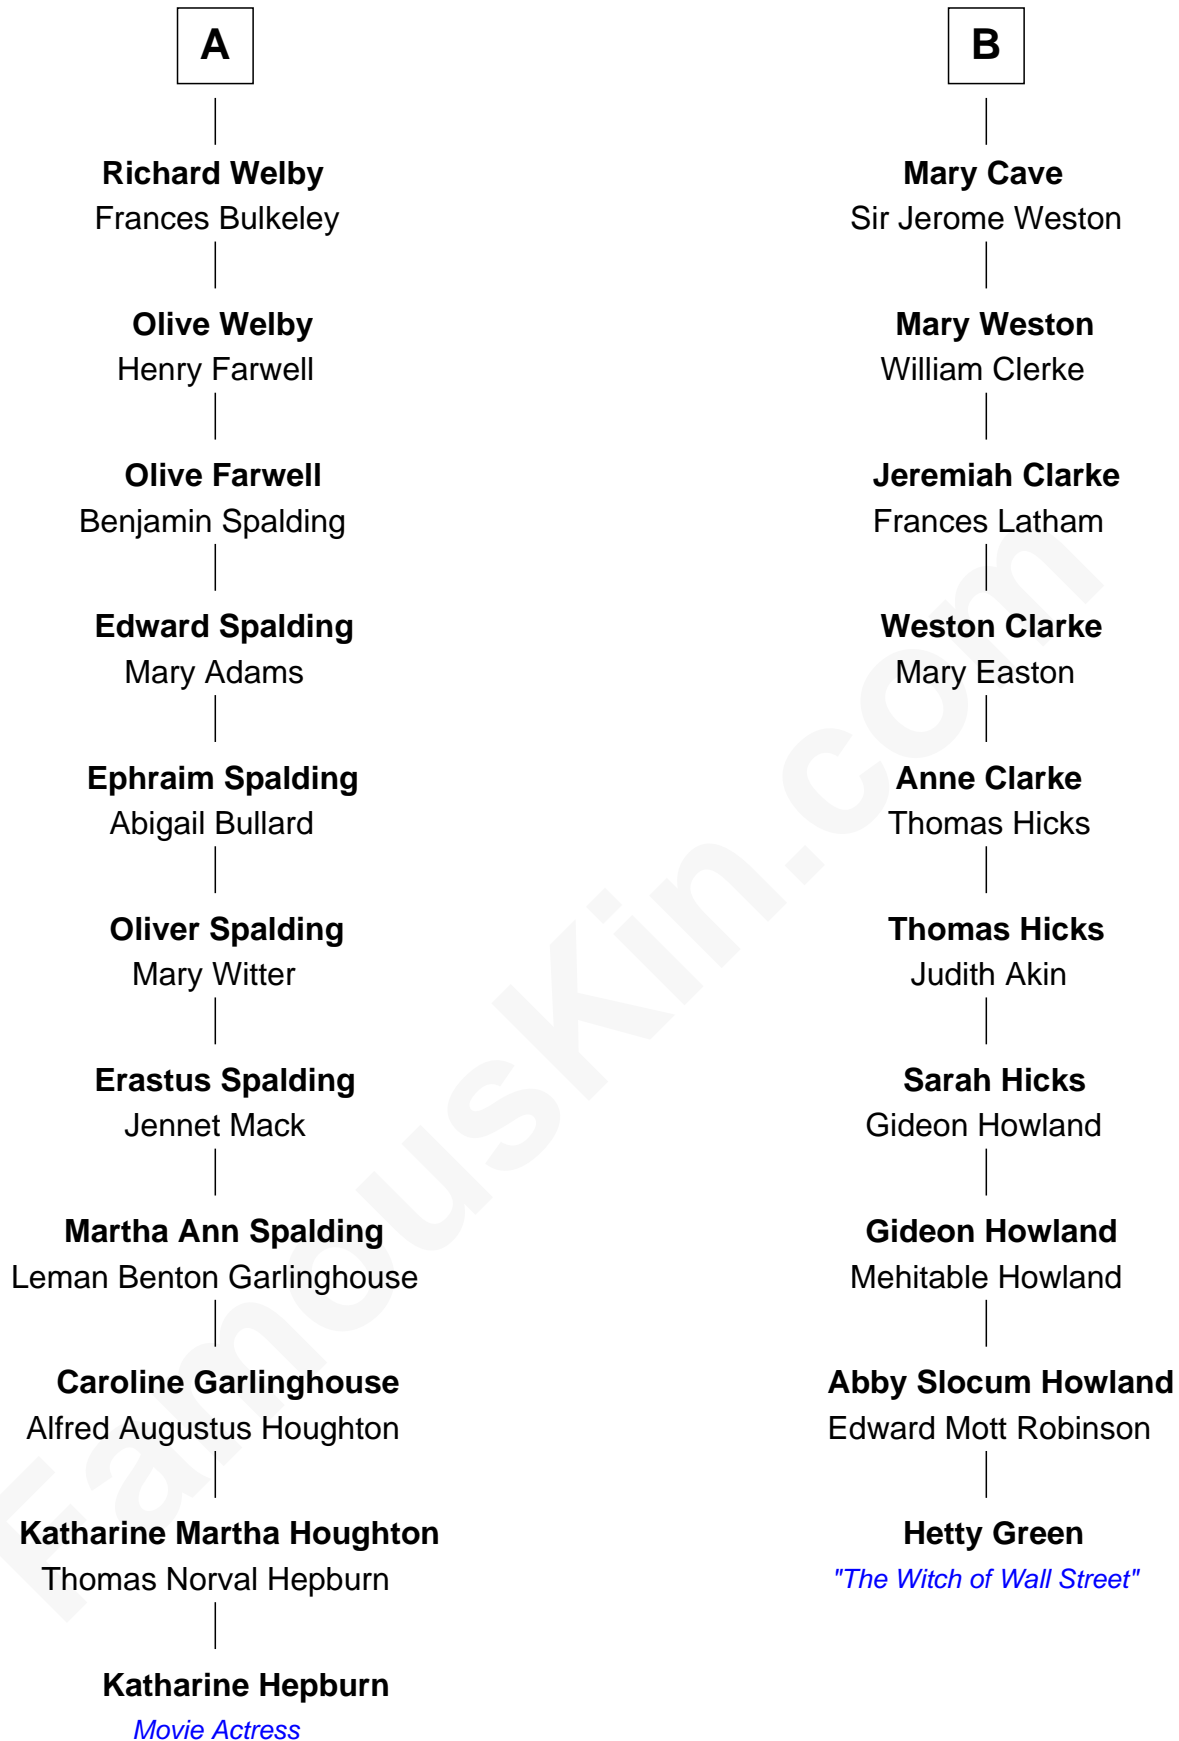 A
Richard Welby
Frances Bulkeley
Olive Welby
Henry Farwell
Olive Farwell
Benjamin Spalding
Edward Spalding
Mary Adams
Ephraim Spalding
Abigail Bullard
Oliver Spalding
Mary Witter
Erastus Spalding
Jennet Mack
Martha Ann Spalding
Leman Benton Garlinghouse
Caroline Garlinghouse
Alfred Augustus Houghton
Katharine Martha Houghton
Thomas Norval Hepburn
Katharine Hepburn
Movie Actress
B
Mary Cave
Sir Jerome Weston
Mary Weston
William Clerke
Jeremiah Clarke
Frances Latham
Weston Clarke
Mary Easton
Anne Clarke
Thomas Hicks
Thomas Hicks
Judith Akin
Sarah Hicks
Gideon Howland
Gideon Howland
Mehitable Howland
Abby Slocum Howland
Edward Mott Robinson
Hetty Green
"The Witch of Wall Street"
FamousKin.com